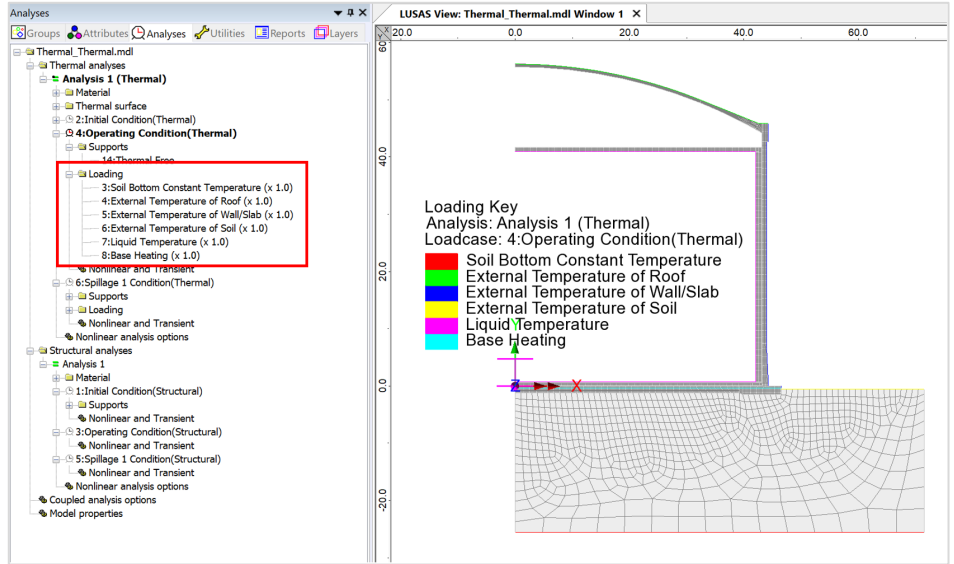 Analyses
Groups Attributes Analyses Utilities Reports Layers
Thermal_Thermal.mdl
Thermal analyses
Analysis 1 (Thermal)
Material
Thermal surface
2:Initial Condition(Thermal)
4:Operating Condition(Thermal)
Supports
14:Thermal Free
Loading
3:Soil Bottom Constant Temperature (x 1.0)
4:External Temperature of Roof (x 1.0)
5:External Temperature of Wall/Slab (x 1.0)
6:External Temperature of Soil (x 1.0)
7:Liquid Temperature (x 1.0)
8:Base Heating (x 1.0)
Nonlinear and Transient
6:Spillage 1 Condition(Thermal)
Supports
Loading
Nonlinear and Transient
Nonlinear analysis options
Structural analyses
Analysis 1
Material
1:Initial Condition(Structural)
Supports
Nonlinear and Transient
3:Operating Condition(Structural)
Nonlinear and Transient
5:Spillage 1 Condition(Structural)
Nonlinear and Transient
Nonlinear analysis options
Coupled analysis options
Model properties
LUSAS View: Thermal_Thermal.mdl Window 1 X
X 20.0 0.0 20.0 40.0 60.0
Y
60
40.0
20.0
0.0
-20.0
Loading Key
Analysis: Analysis 1 (Thermal)
Loadcase: 4:Operating Condition(Thermal)
Soil Bottom Constant Temperature
External Temperature of Roof
External Temperature of Wall/Slab
External Temperature of Soil
Liquid Temperature
Base Heating
Y
Z
X